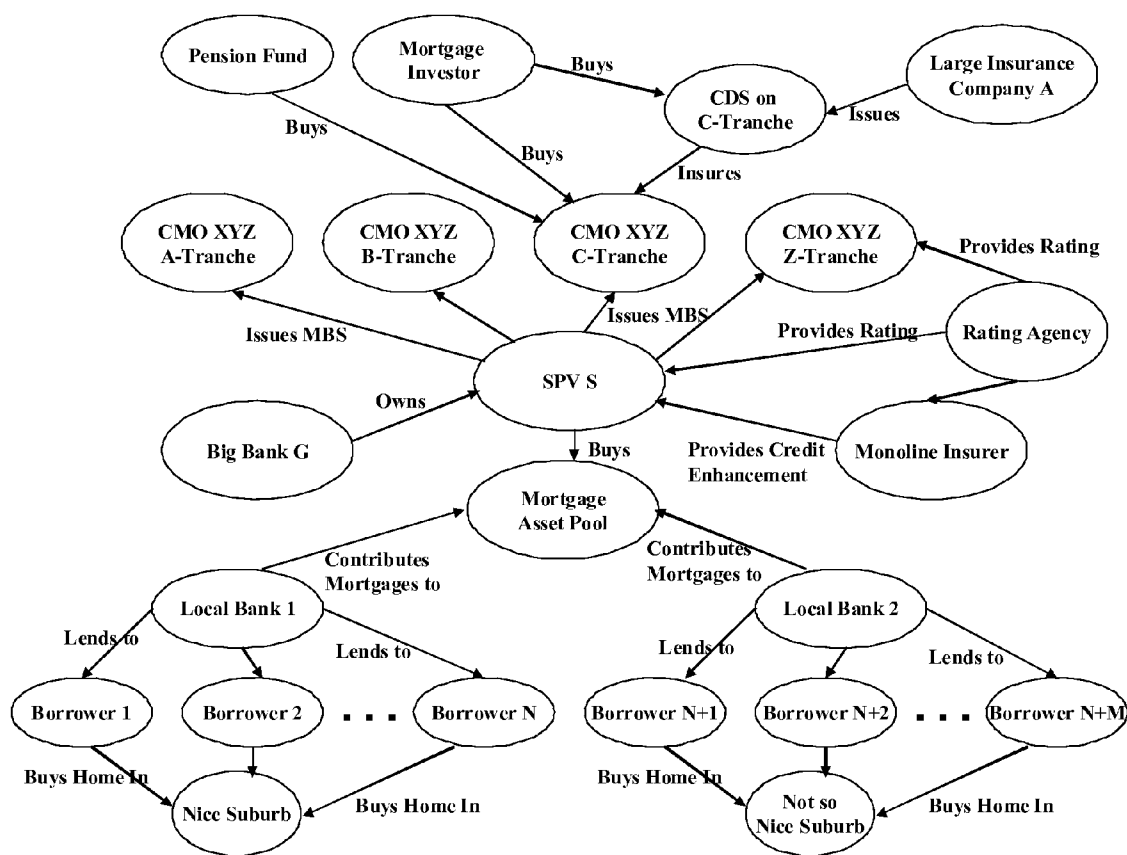 Pension Fund
Mortgage
Investor
Buys
Large Insurance
Company A
CDS on
C-Tranche
Issues
Buys
Buys
Insures
CMO XYZ
A-Tranche
CMO XYZ
B-Tranche
CMO XYZ
C-Tranche
CMO XYZ
Z-Tranche
Provides Rating
Issues MBS
Issues MBS
Provides Rating
Rating Agency
SPV S
Owns
Big Bank G
Buys
Provides Credit
Enhancement
Monoline Insurer
Mortgage
Asset Pool
Contributes
Mortgages to
Contributes
Mortgages to
Local Bank 1
Local Bank 2
Lends to
Lends to
Lends to
Lends to
Borrower 1
Borrower 2
. . .
Borrower N
Borrower N+1
Borrower N+2
. . .
Borrower N+M
Buys Home In
Nice Suburb
Buys Home In
Buys Home In
Not so
Nice Suburb
Buys Home In